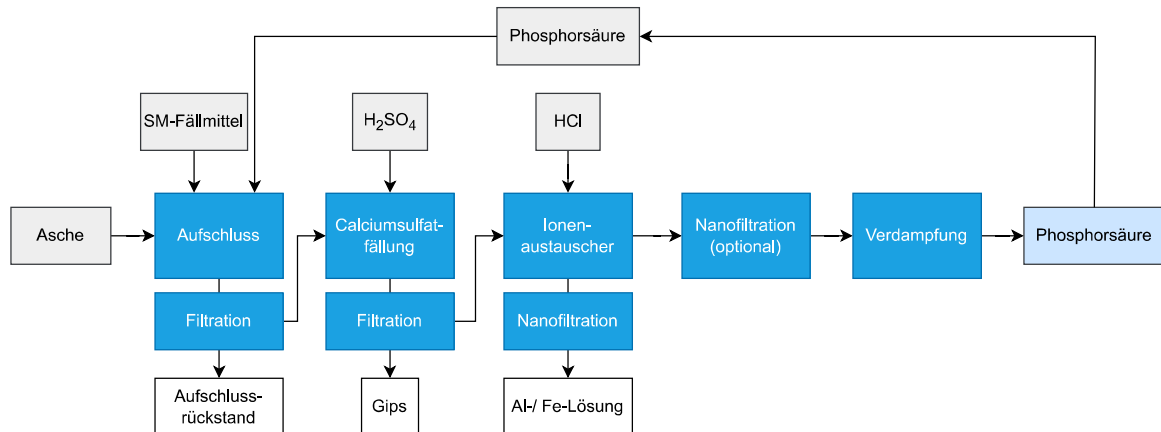 Phosphorsäure
SM-Fällmittel
H₂SO₄
HCl
Asche
Aufschluss
Calciumsulfat-
fällung
Ionen-
austauscher
Nanofiltration
(optional)
Verdampfung
Phosphorsäure
Filtration
Filtration
Nanofiltration
Aufschluss-
rückstand
Gips
Al-/ Fe-Lösung